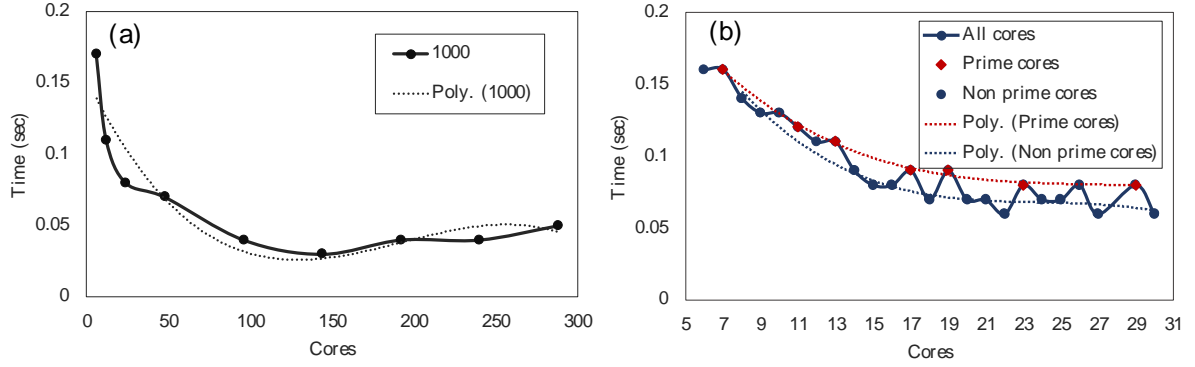 (a)
0.2
0.15
0.1
0.05
0
Time (sec)
1000
Poly. (1000)
0 50 100 150 200 250 300
Cores
(b)
0.2
0.15
0.1
0.05
0
Time (sec)
All cores
Prime cores
Non prime cores
Poly. (Prime cores)
Poly. (Non prime cores)
5 7 9 11 13 15 17 19 21 23 25 27 29 31
Cores